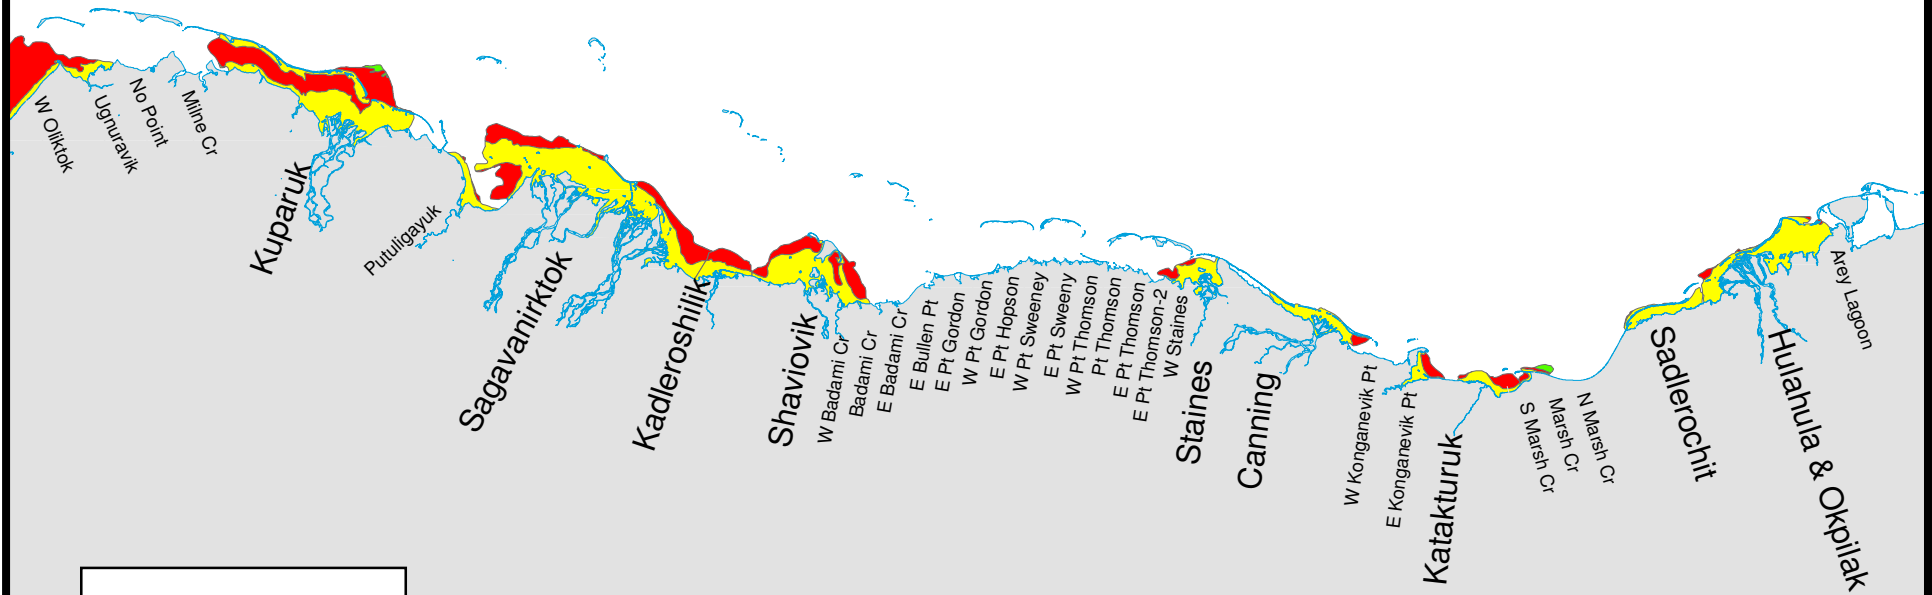 W Oliktok
Ugnuravik
No Point
Milne Cr
Kuparuk
Putuligayuk
Sagavanirktok
Kadleroshilik
Shaviovik
W Badami Cr
Badami Cr
E Badami Cr
E Bullen Pt
E Pt Gordon
W Pt Gordon
E Pt Hopson
W Pt Sweeney
E Pt Sweeny
W Pt Thomson
Pt Thomson
E Pt Thomson
E Pt Thomson-2
W Staines
Staines
Canning
W Konganevik Pt
E Konganevik Pt
Katakturuk
S Marsh Cr
Marsh Cr
N Marsh Cr
Sadlerochit
Hulahula & Okpilak
Arey Lagoon